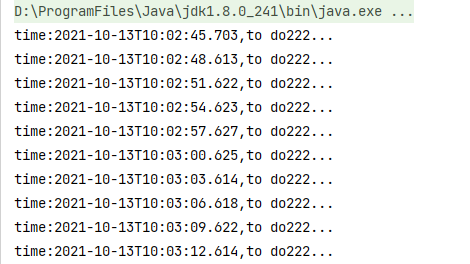 D:\ProgramFiles\Java\jdk1.8.0_241\bin\java.exe ...
time:2021-10-13T10:02:45.703,to do222...
time:2021-10-13T10:02:48.613,to do222...
time:2021-10-13T10:02:51.622,to do222...
time:2021-10-13T10:02:54.623,to do222...
time:2021-10-13T10:02:57.627,to do222...
time:2021-10-13T10:03:00.625,to do222...
time:2021-10-13T10:03:03.614,to do222...
time:2021-10-13T10:03:06.618,to do222...
time:2021-10-13T10:03:09.622,to do222...
time:2021-10-13T10:03:12.614,to do222...